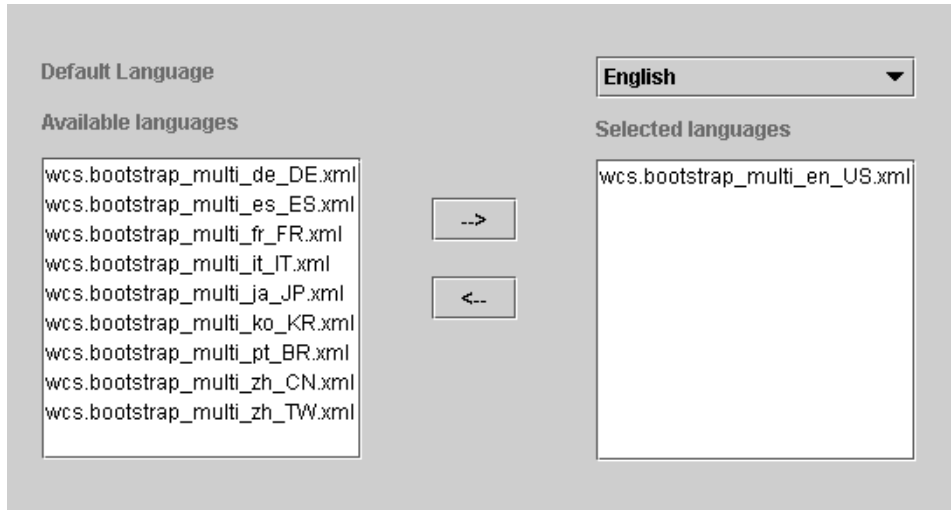 Default Language
English
Available languages
Selected languages
wcs.bootstrap_multi_de_DE.xml
wcs.bootstrap_multi_es_ES.xml
wcs.bootstrap_multi_fr_FR.xml
wcs.bootstrap_multi_it_IT.xml
wcs.bootstrap_multi_ja_JP.xml
wcs.bootstrap_multi_ko_KR.xml
wcs.bootstrap_multi_pt_BR.xml
wcs.bootstrap_multi_zh_CN.xml
wcs.bootstrap_multi_zh_TW.xml
-->
<--
wcs.bootstrap_multi_en_US.xml